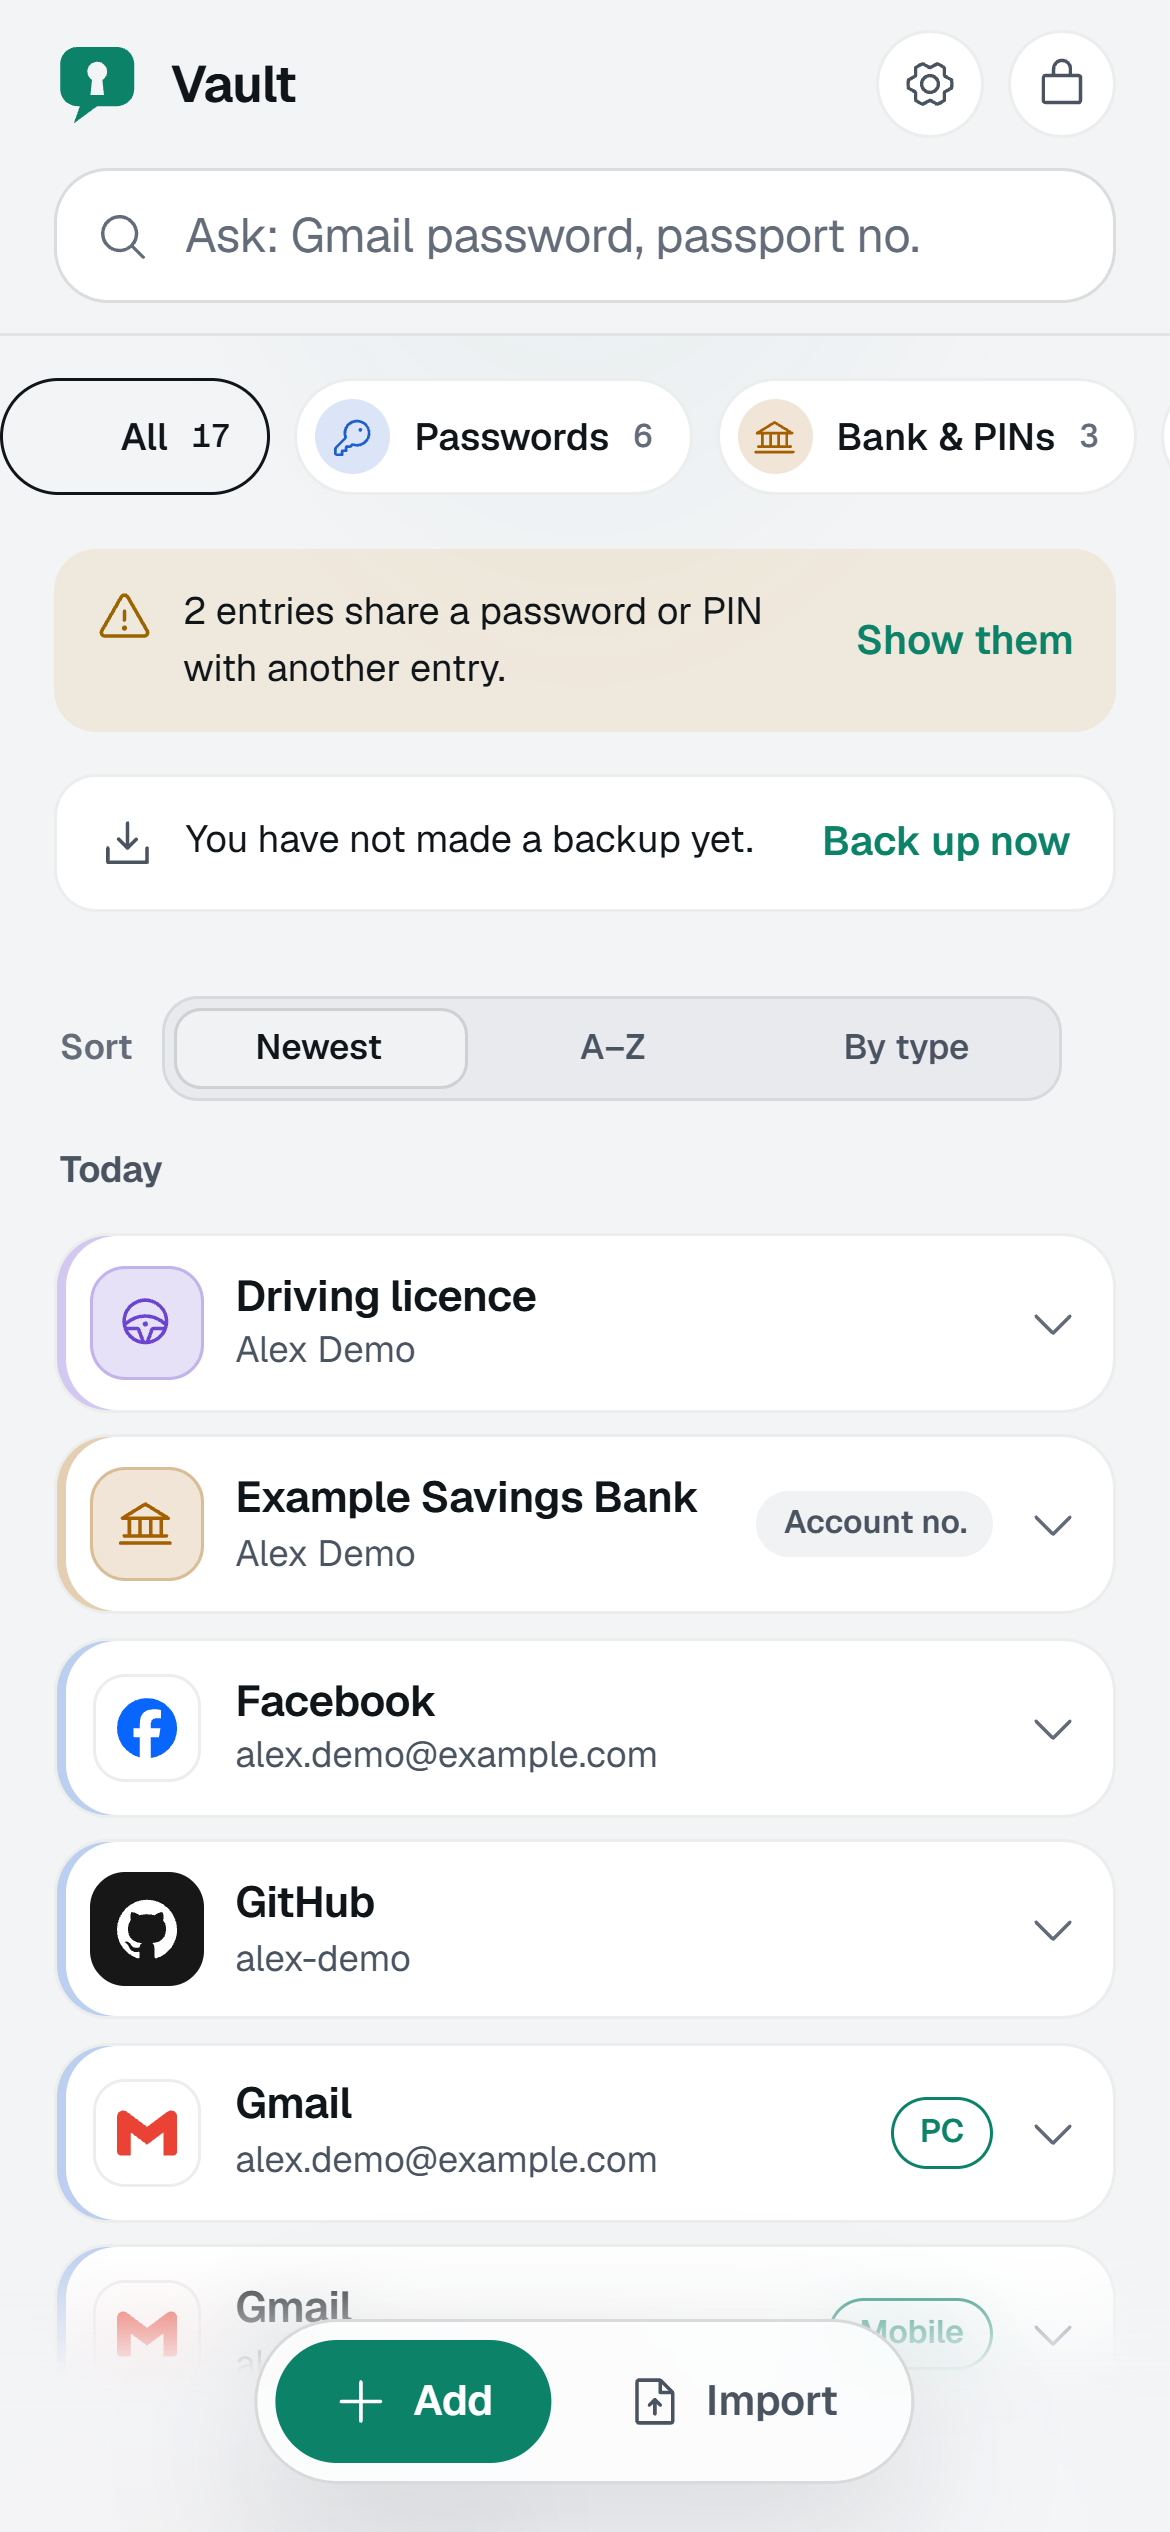 Vault
Ask: Gmail password, passport no.
All 17
Passwords 6
Bank & PINs 3
2 entries share a password or PIN
with another entry.
Show them
You have not made a backup yet.
Back up now
Sort
Newest
A–Z
By type
Today
Driving licence
Alex Demo
Example Savings Bank
Alex Demo
Account no.
Facebook
alex.demo@example.com
GitHub
alex-demo
Gmail
alex.demo@example.com
PC
Gmail
Mobile
Add
Import